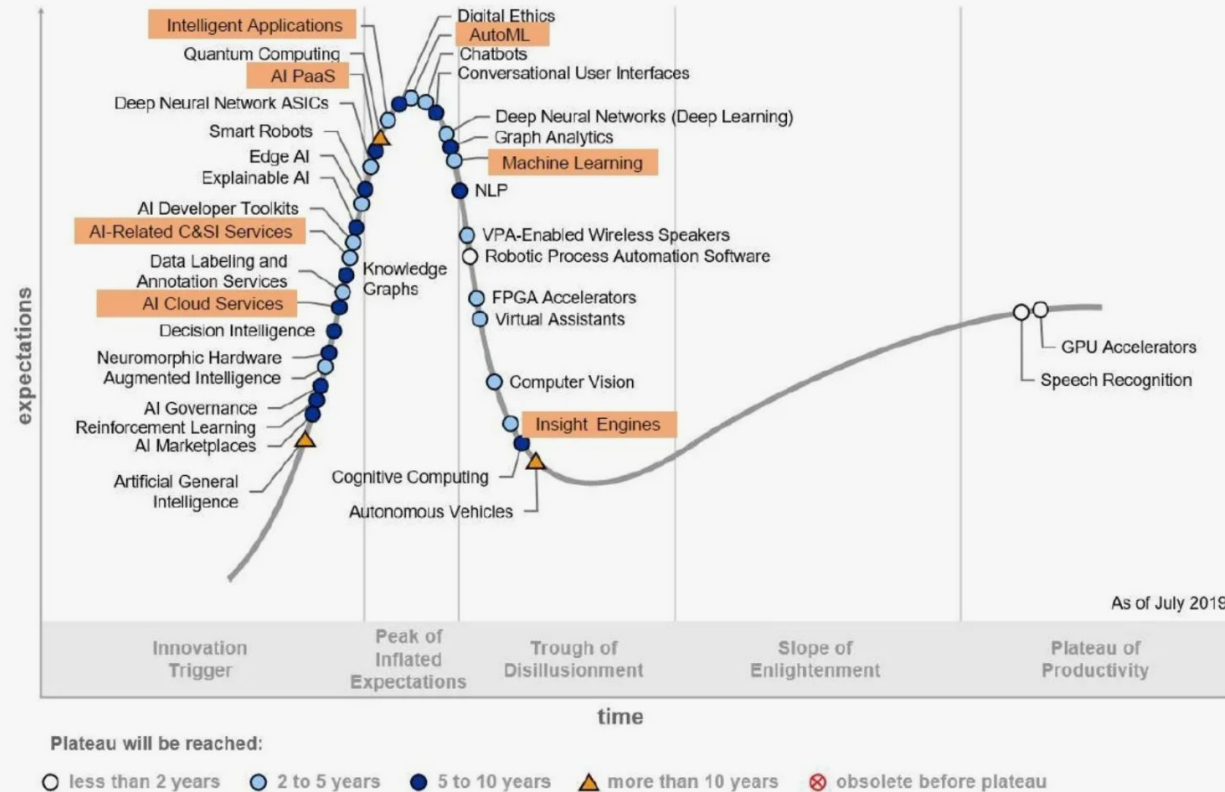 Intelligent Applications
Quantum Computing
AI PaaS
Deep Neural Network ASICs
Smart Robots
Edge AI
Explainable AI
AI Developer Toolkits
AI-Related C&SI Services
Data Labeling and
Annotation Services
AI Cloud Services
Decision Intelligence
Neuromorphic Hardware
Augmented Intelligence
AI Governance
Reinforcement Learning
AI Marketplaces
Artificial General
Intelligence
Knowledge
Graphs
Digital Ethics
AutoML
Chatbots
Conversational User Interfaces
Deep Neural Networks (Deep Learning)
Graph Analytics
Machine Learning
NLP
VPA-Enabled Wireless Speakers
Robotic Process Automation Software
FPGA Accelerators
Virtual Assistants
Computer Vision
Insight Engines
Cognitive Computing
Autonomous Vehicles
GPU Accelerators
Speech Recognition
expectations
As of July 2019
Innovation
Trigger
Peak of
Inflated
Expectations
Trough of
Disillusionment
Slope of
Enlightenment
Plateau of
Productivity
time
Plateau will be reached:
less than 2 years
2 to 5 years
5 to 10 years
more than 10 years
obsolete before plateau